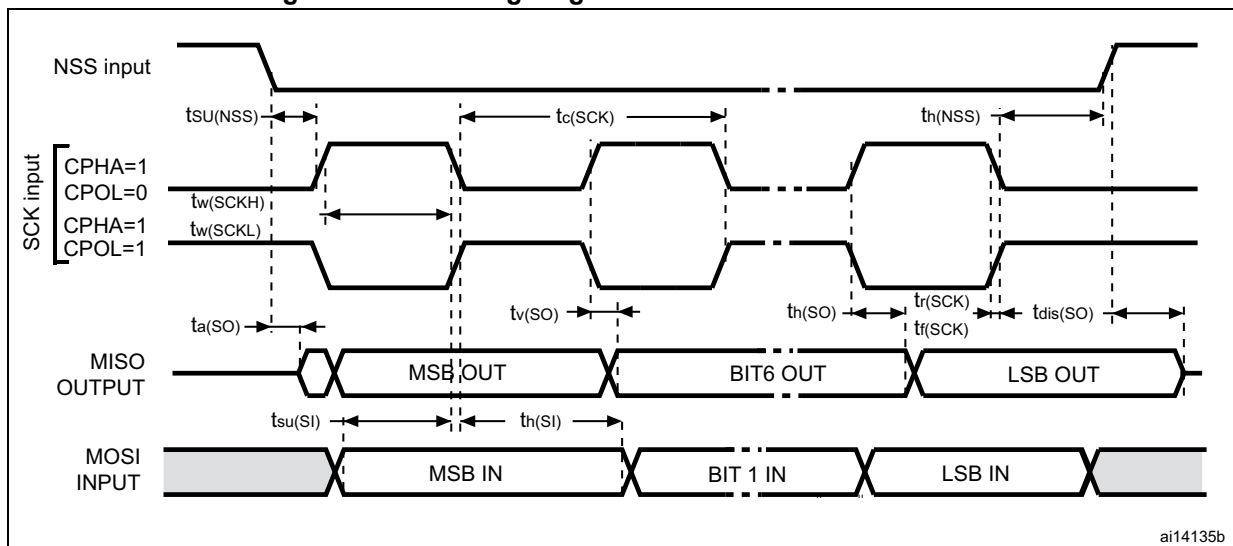 NSS input
tSU(NSS)
tc(SCK)
th(NSS)
SCK input
CPHA=1
CPOL=0
tw(SCKH)
CPHA=1
tw(SCKL)
CPOL=1
ta(SO)
tv(SO)
th(SO)
tr(SCK)
tf(SCK)
tdis(SO)
MISO
OUTPUT
MSB OUT
BIT6 OUT
LSB OUT
tsu(SI)
th(SI)
MOSI
INPUT
MSB IN
BIT 1 IN
LSB IN
ai14135b